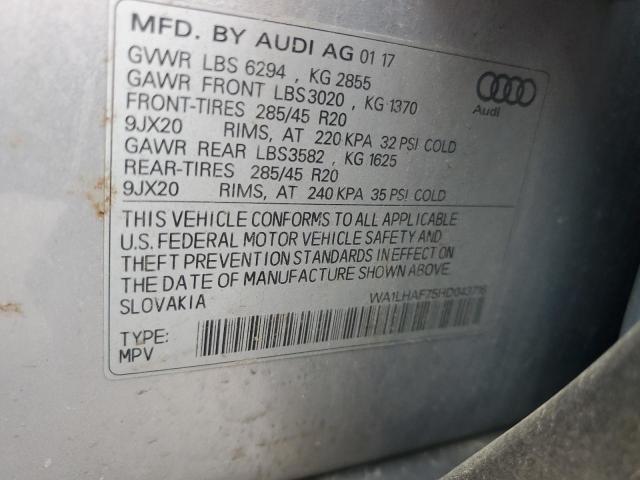 MFD. BY AUDI AG 01 17
GVWR LBS 6294 , KG 2855
GAWR FRONT LBS3020 , KG 1370
FRONT-TIRES 285/45 R20
9JX20 RIMS, AT 220 KPA 32 PSI COLD
GAWR REAR LBS3582 , KG 1625
REAR-TIRES 285/45 R20
9JX20 RIMS, AT 240 KPA 35 PSI COLD
Audi
THIS VEHICLE CONFORMS TO ALL APPLICABLE
U.S. FEDERAL MOTOR VEHICLE SAFETY AND
THEFT PREVENTION STANDARDS IN EFFECT ON
THE DATE OF MANUFACTURE SHOWN ABOVE.
SLOVAKIA
WA1LHAF75HD043716
TYPE:
MPV